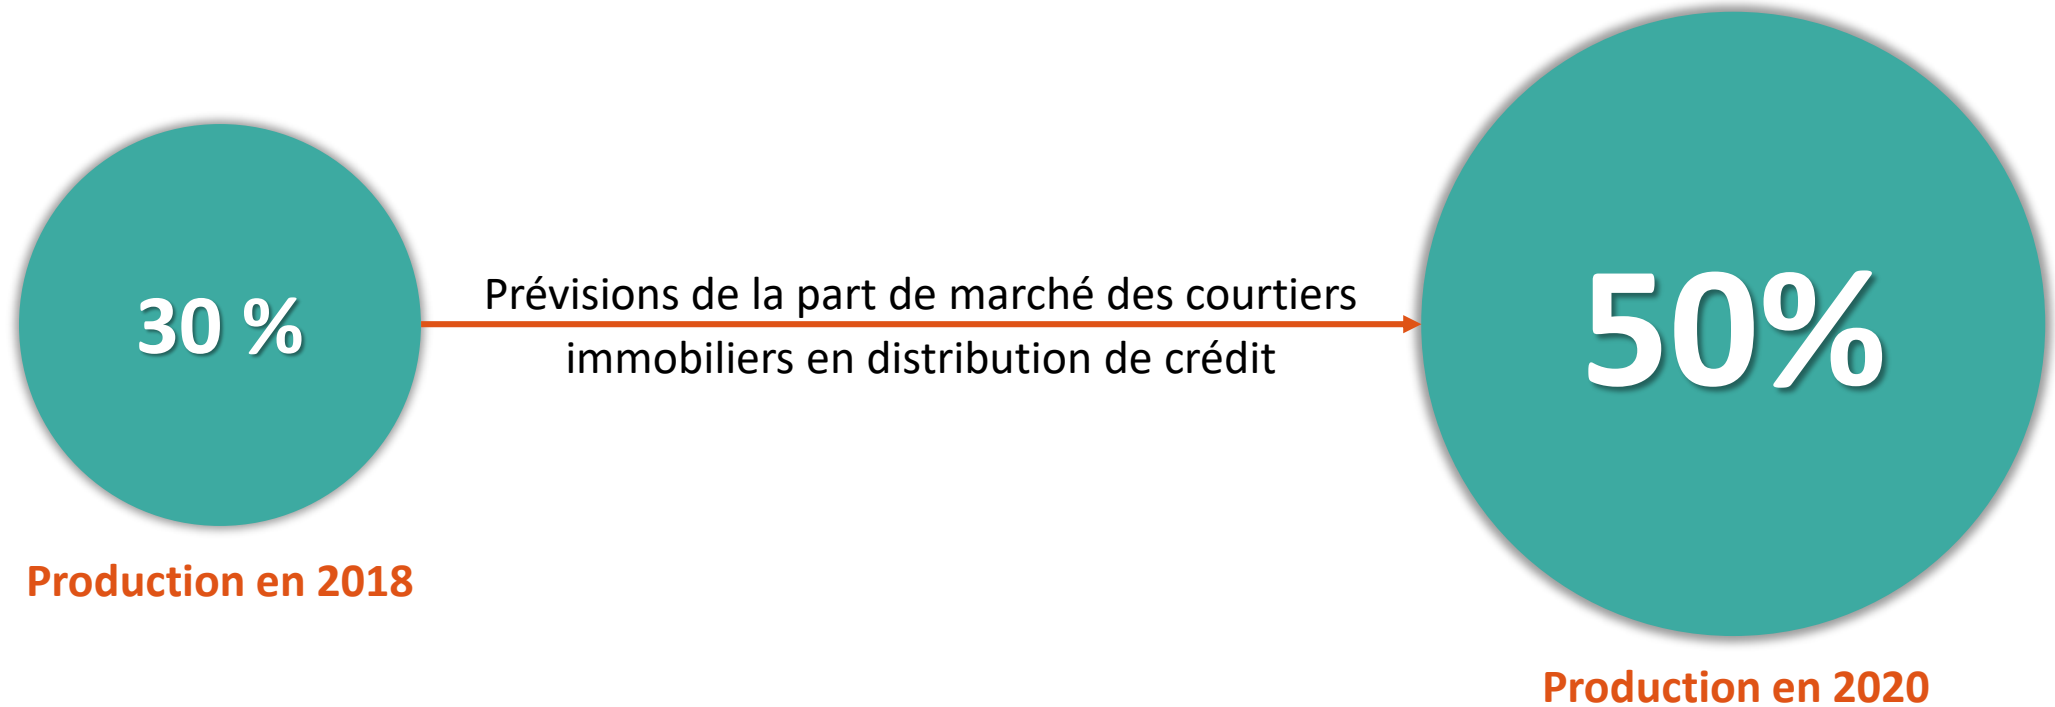 30 %
Production en 2018
Prévisions de la part de marché des courtiers
immobiliers en distribution de crédit
50%
Production en 2020